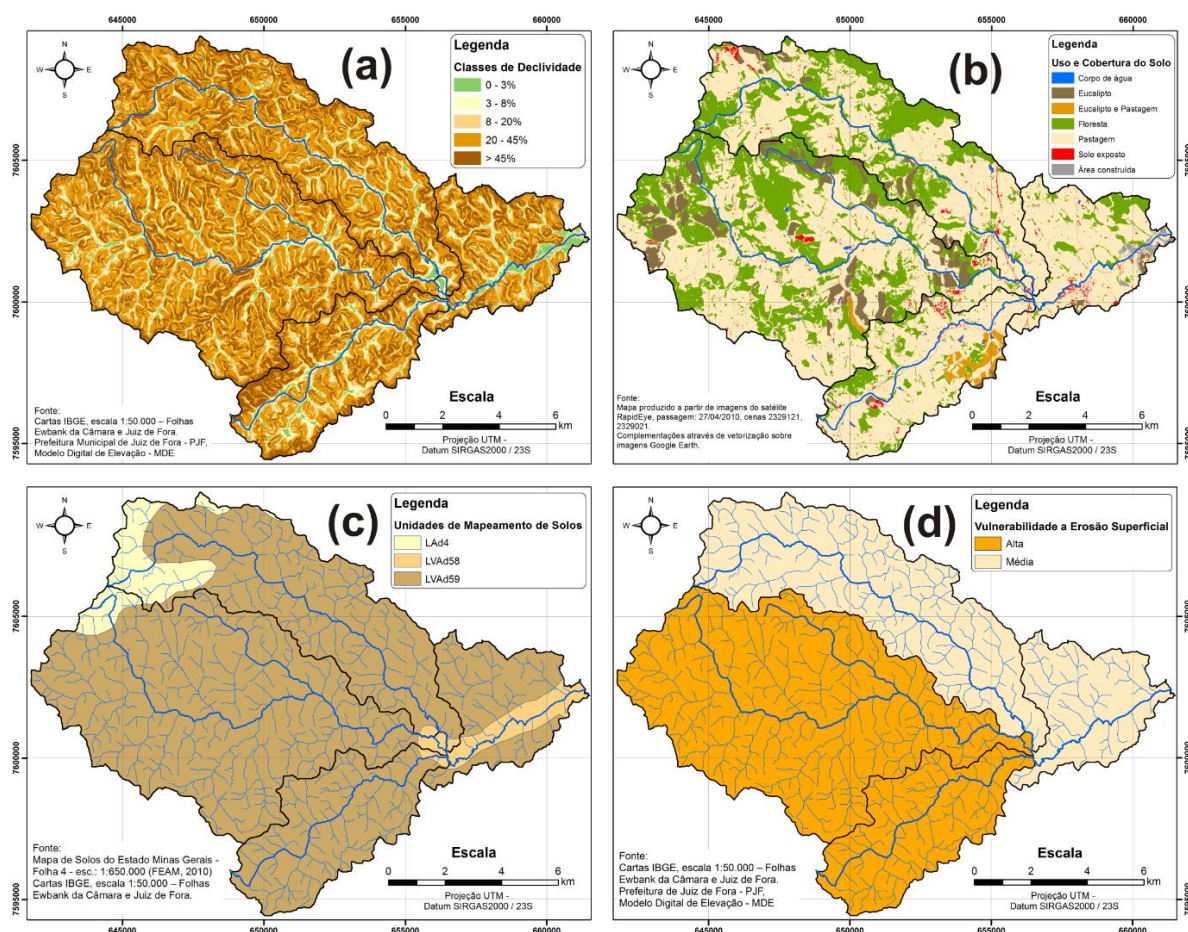 645000 650000 655000 660000
645000 650000 655000 660000
(a)
N
W E
S
Legenda
Classes de Declividade
0 - 3%
3 - 8%
8 - 20%
20 - 45%
> 45%
7605000
7600000
7595000
Fonte:
Cartas IBGE, escala 1:50.000 – Folhas
Ewbank da Câmara e Juiz de Fora.
Prefeitura Municipal de Juiz de Fora - PJF,
Modelo Digital de Elevação - MDE
Escala
0 2 4 6
km
Projeção UTM -
Datum SIRGAS2000 / 23S
(b)
N
W E
S
Legenda
Uso e Cobertura do Solo
Corpo de água
Eucalipto
Eucalipto e Pastagem
Floresta
Pastagem
Solo exposto
Área construída
7605000
7600000
7595000
Fonte:
Mapa produzido a partir de imagens do satélite
RapidEye, passagem: 27/04/2010, cenas 2329121,
2329021.
Complementações através de vetorização sobre
imagens Google Earth.
Escala
0 2 4 6
km
Projeção UTM -
Datum SIRGAS2000 / 23S
(c)
N
W E
S
Legenda
Unidades de Mapeamento de Solos
LAd4
LVAd58
LVAd59
7605000
7600000
7595000
Fonte:
Mapa de Solos do Estado Minas Gerais -
Folha 4 - esc.: 1:650.000 (FEAM, 2010)
Cartas IBGE, escala 1:50.000 – Folhas
Ewbank da Câmara e Juiz de Fora.
Escala
0 2 4 6
km
Projeção UTM -
Datum SIRGAS2000 / 23S
645000 650000 655000 660000
(d)
N
W E
S
Legenda
Vulnerabilidade a Erosão Superficial
Alta
Média
7605000
7600000
7595000
Fonte:
Cartas IBGE, escala 1:50.000 – Folhas
Ewbank da Câmara e Juiz de Fora.
Prefeitura de Juiz de Fora - PJF,
Modelo Digital de Elevação - MDE
Escala
0 2 4 6
km
Projeção UTM -
Datum SIRGAS2000 / 23S
645000 650000 655000 660000